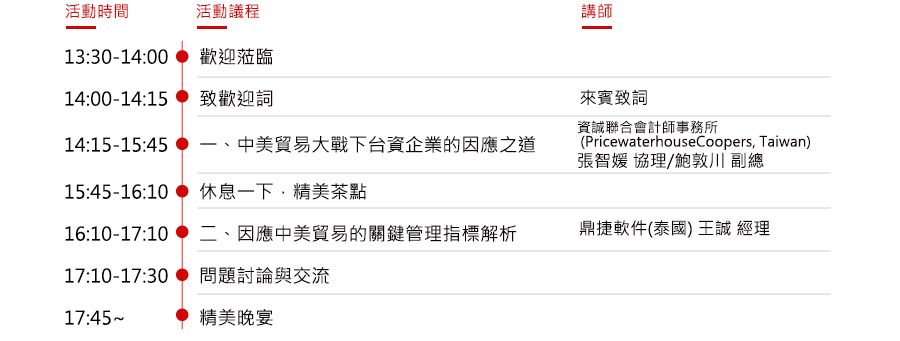 活動時間 活動議程 講師
13:30-14:00 歡迎蒞臨
14:00-14:15 致歡迎詞 來賓致詞
14:15-15:45 一、中美貿易大戰下台資企業的因應之道 資誠聯合會計師事務所
(PricewaterhouseCoopers, Taiwan)
張智媛 協理/鮑敦川 副總
15:45-16:10 休息一下，精美茶點
16:10-17:10 二、因應中美貿易的關鍵管理指標解析 鼎捷軟件(泰國) 王誠 經理
17:10-17:30 問題討論與交流
17:45~ 精美晚宴